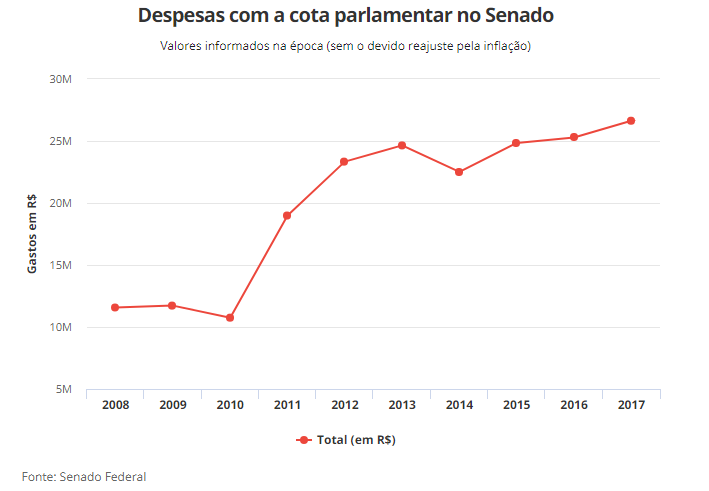 Despesas com a cota parlamentar no Senado
Valores informados na época (sem o devido reajuste pela inflação)
30M
25M
20M
15M
10M
5M
Gastos em R$
2008 2009 2010 2011 2012 2013 2014 2015 2016 2017
Total (em R$)
Fonte: Senado Federal